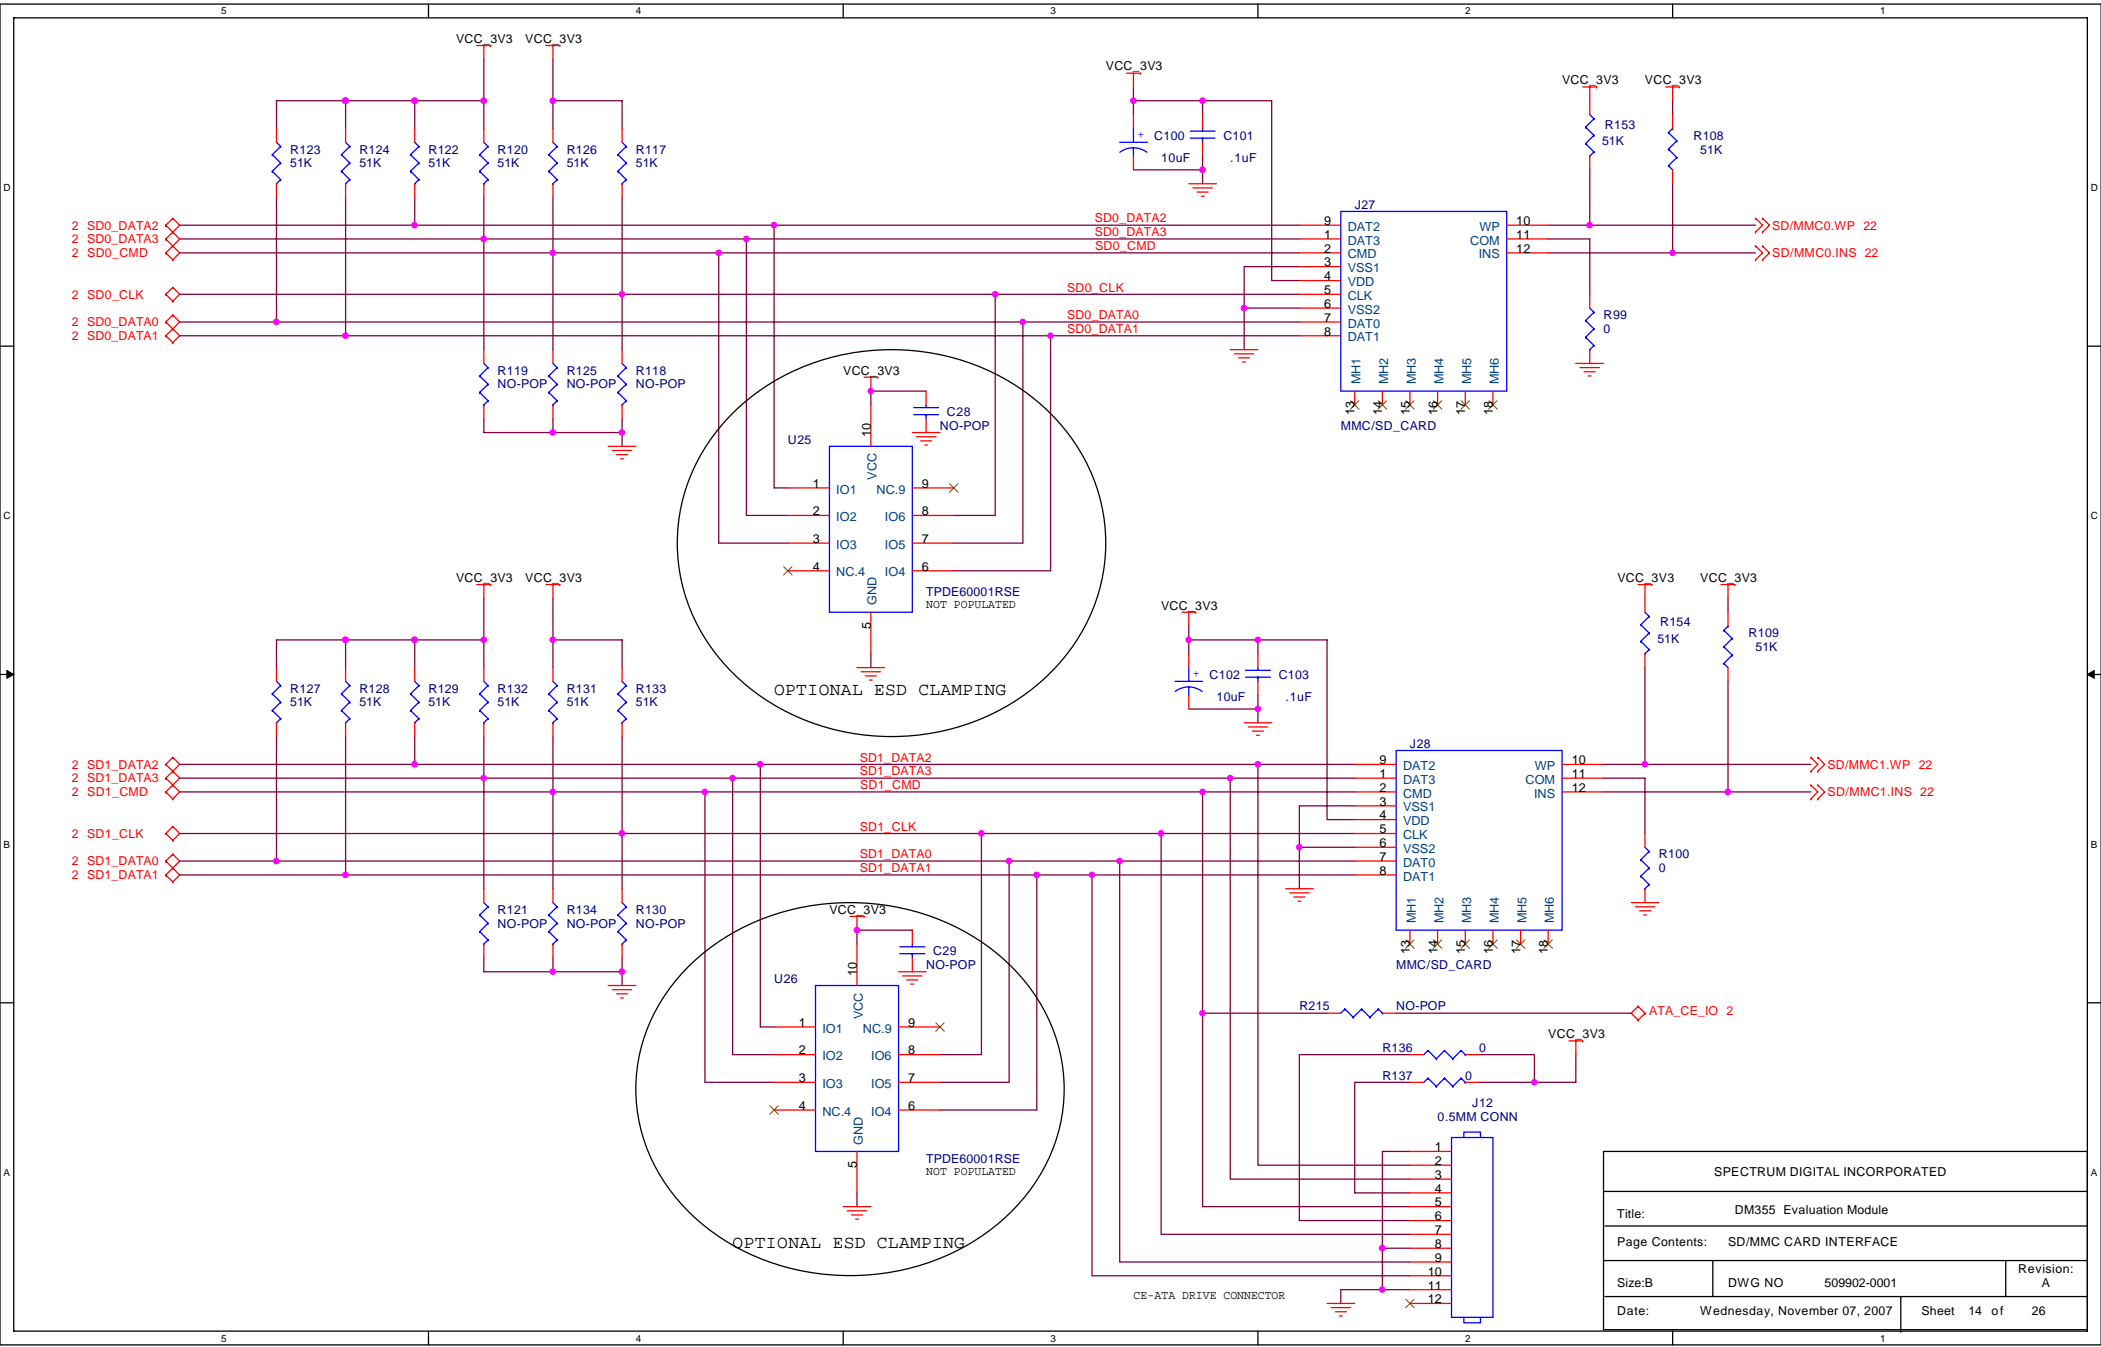 5 4 3 2 1
VCC_3V3 VCC_3V3
VCC_3V3
VCC_3V3 VCC_3V3
R123 51K
R124 51K
R122 51K
R120 51K
R126 51K
R117 51K
C100 10uF
C101 .1uF
R153 51K
R108 51K
D D
2 SD0_DATA2
2 SD0_DATA3
2 SD0_CMD
2 SD0_CLK
2 SD0_DATA0
2 SD0_DATA1
SD0_DATA2
SD0_DATA3
SD0_CMD
SD0_CLK
SD0_DATA0
SD0_DATA1
J27
9 DAT2
1 DAT3
2 CMD
3 VSS1
4 VDD
5 CLK
6 VSS2
7 DAT0
8 DAT1
WP 10
COM 11
INS 12
MH1 MH2 MH3 MH4 MH5 MH6
13 14 15 16 17 18
MMC/SD_CARD
SD/MMC0.WP 22
SD/MMC0.INS 22
R99 0
R119 NO-POP
R125 NO-POP
R118 NO-POP
VCC_3V3
C28 NO-POP
U25
10 VCC
1 IO1
2 IO2
3 IO3
4 NC.4
NC.9 9
IO6 8
IO5 7
IO4 6
GND 5
TPDE60001RSE
NOT POPULATED
OPTIONAL ESD CLAMPING
C C
VCC_3V3 VCC_3V3
VCC_3V3
VCC_3V3 VCC_3V3
R127 51K
R128 51K
R129 51K
R132 51K
R131 51K
R133 51K
C102 10uF
C103 .1uF
R154 51K
R109 51K
2 SD1_DATA2
2 SD1_DATA3
2 SD1_CMD
2 SD1_CLK
2 SD1_DATA0
2 SD1_DATA1
SD1_DATA2
SD1_DATA3
SD1_CMD
SD1_CLK
SD1_DATA0
SD1_DATA1
J28
9 DAT2
1 DAT3
2 CMD
3 VSS1
4 VDD
5 CLK
6 VSS2
7 DAT0
8 DAT1
WP 10
COM 11
INS 12
MH1 MH2 MH3 MH4 MH5 MH6
13 14 15 16 17 18
MMC/SD_CARD
SD/MMC1.WP 22
SD/MMC1.INS 22
R100 0
B B
R121 NO-POP
R134 NO-POP
R130 NO-POP
VCC_3V3
C29 NO-POP
U26
10 VCC
1 IO1
2 IO2
3 IO3
4 NC.4
NC.9 9
IO6 8
IO5 7
IO4 6
GND 5
TPDE60001RSE
NOT POPULATED
OPTIONAL ESD CLAMPING
R215 NO-POP
ATA_CE_IO 2
VCC_3V3
R136 0
R137 0
J12
0.5MM CONN
1
2
3
4
5
6
7
8
9
10
11
12
CE-ATA DRIVE CONNECTOR
A A
SPECTRUM DIGITAL INCORPORATED
Title: DM355 Evaluation Module
Page Contents: SD/MMC CARD INTERFACE
Size:B DWG NO 509902-0001 Revision: A
Date: Wednesday, November 07, 2007 Sheet 14 of 26
5 4 3 2 1